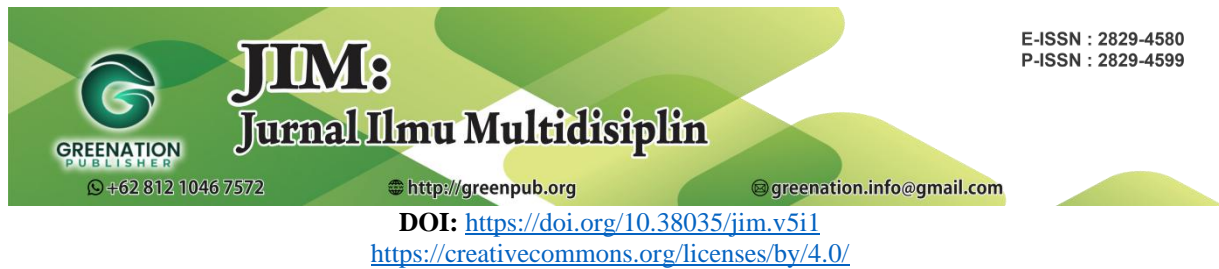 E-ISSN : 2829-4580
P-ISSN : 2829-4599
JIM:
Jurnal Ilmu Multidisiplin
GREENATION
PUBLISHER
+62 812 1046 7572
http://greenpub.org
greenation.info@gmail.com
DOI: https://doi.org/10.38035/jim.v5i1
https://creativecommons.org/licenses/by/4.0/